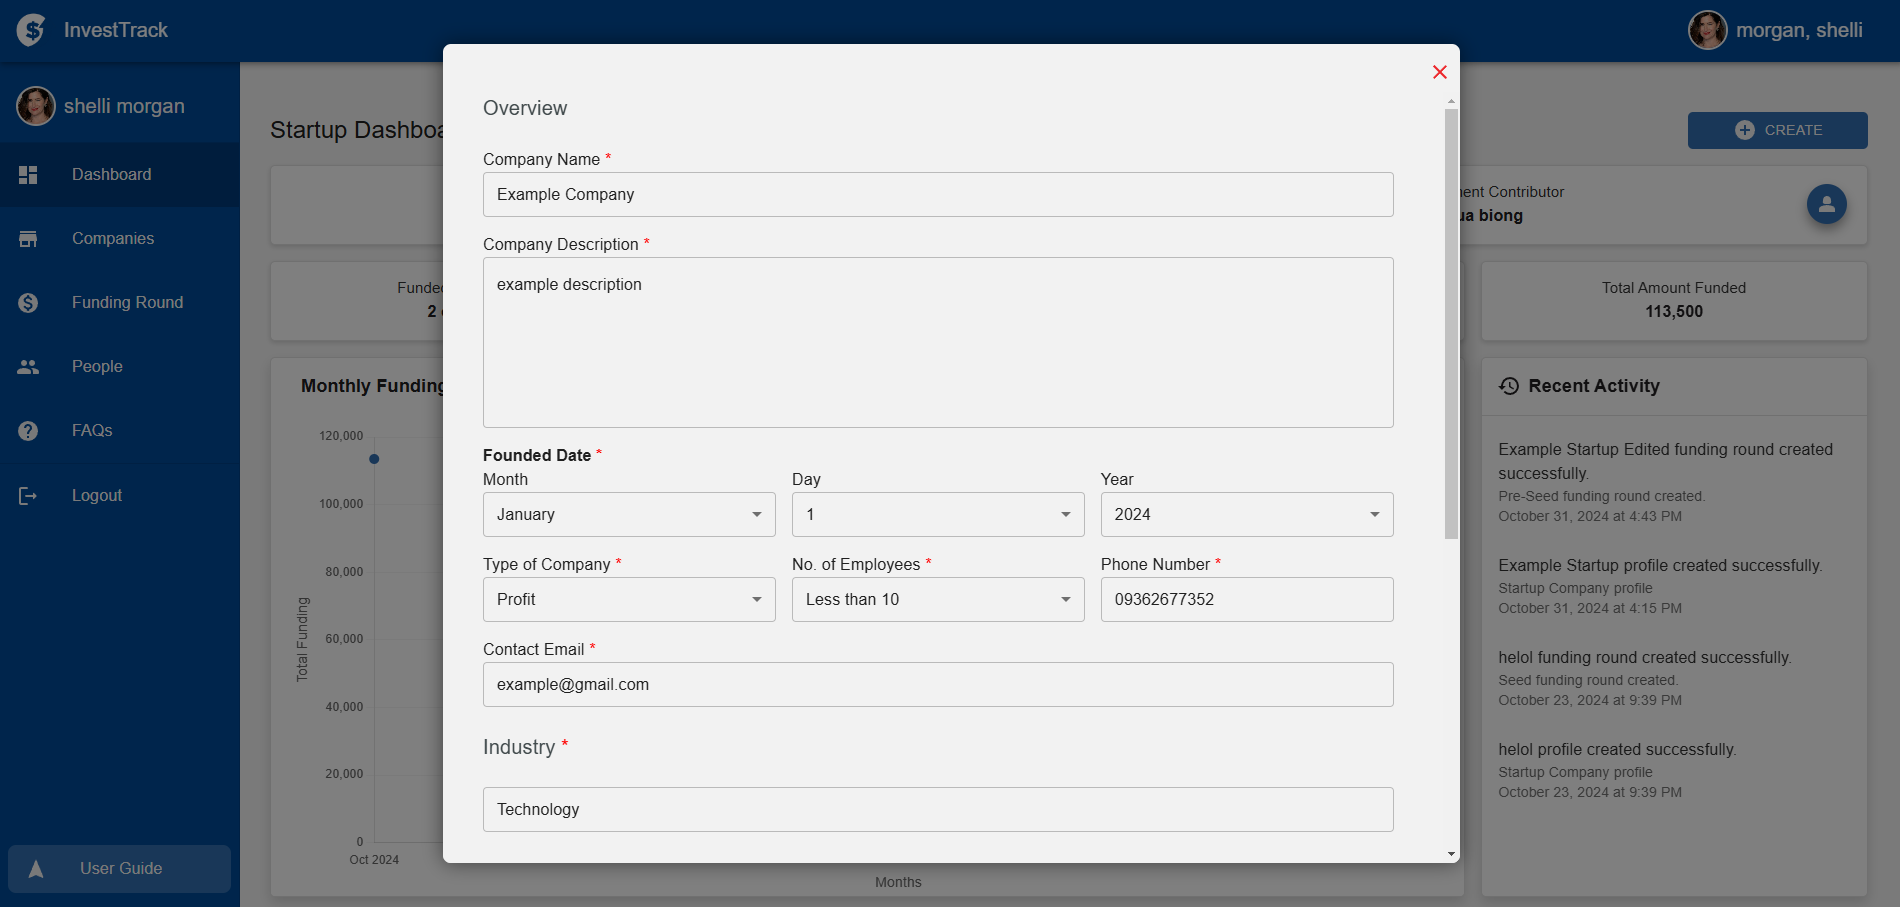 InvestTrack
morgan, shelli
shelli morgan
Dashboard
Companies
Funding Round
People
FAQs
Logout
User Guide
Startup
CREATE
Contributor
biong
2
Total Amount Funded
113,500
Monthly Funding
120,000
100,000
80,000
60,000
40,000
20,000
0
Total Funding
Oct 2024
Months
Overview
Company Name *
Example Company
Company Description *
example description
Founded Date *
Month
Day
Year
January
1
2024
Type of Company *
No. of Employees *
Phone Number *
Profit
Less than 10
09362677352
Contact Email *
example@gmail.com
Industry *
Technology
Recent Activity
Example Startup Edited funding round created
successfully.
Pre-Seed funding round created.
October 31, 2024 at 4:43 PM
Example Startup profile created successfully.
Startup Company profile
October 31, 2024 at 4:15 PM
helol funding round created successfully.
Seed funding round created.
October 23, 2024 at 9:39 PM
helol profile created successfully.
Startup Company profile
October 23, 2024 at 9:39 PM